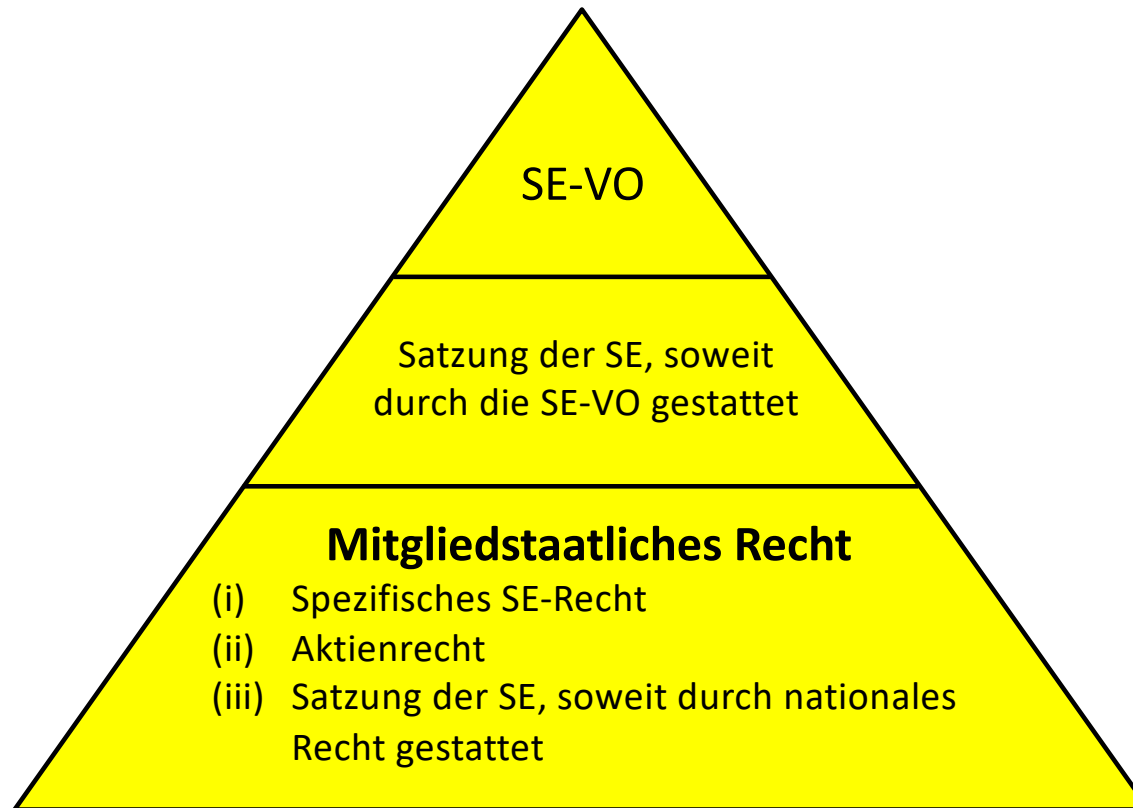 SE-VO
Satzung der SE, soweit
durch die SE-VO gestattet
Mitgliedstaatliches Recht
(i) Spezifisches SE-Recht
(ii) Aktienrecht
(iii) Satzung der SE, soweit durch nationales
Recht gestattet